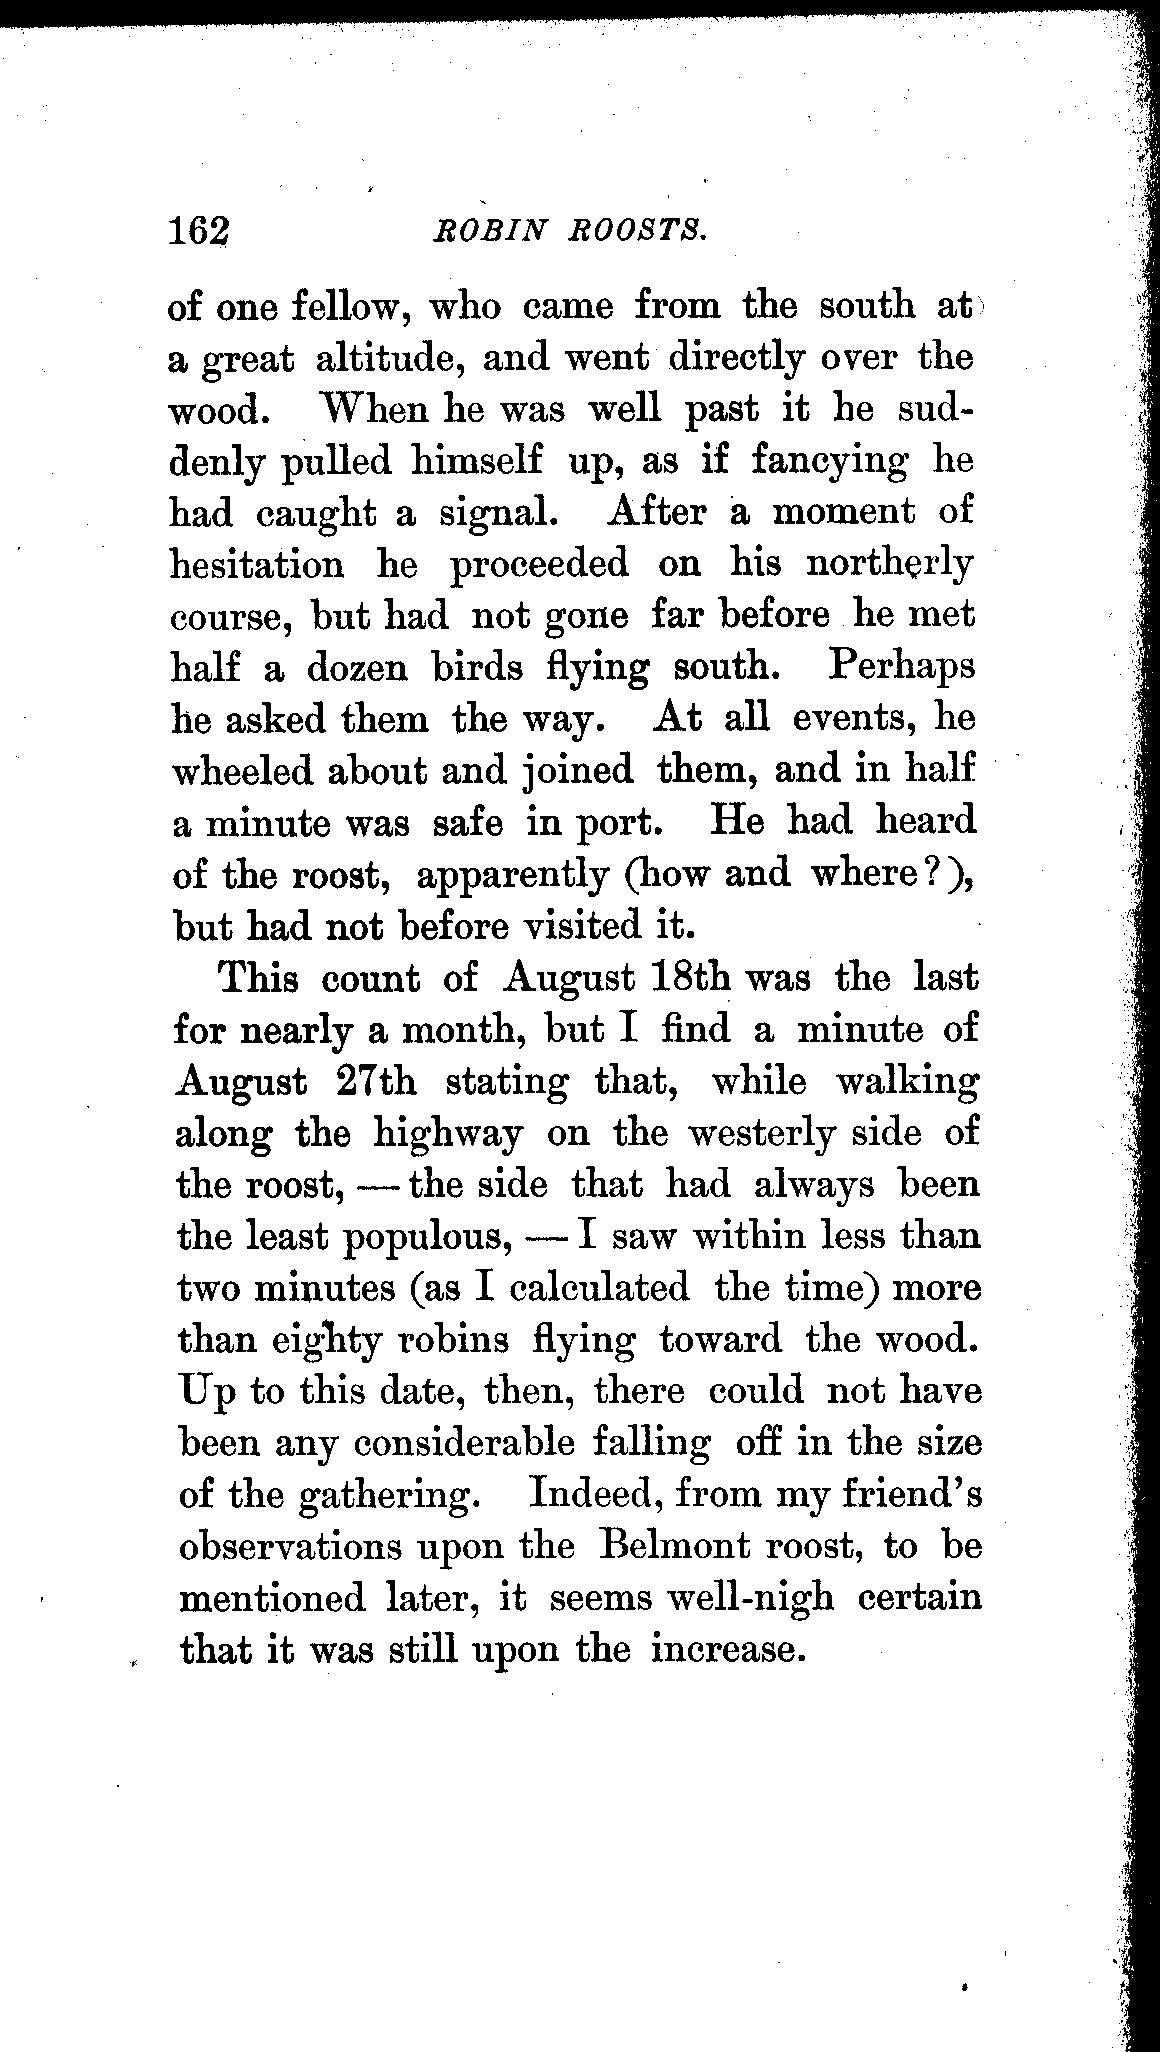 162 ROBIN ROOSTS.
of one fellow, who came from the south at
a great altitude, and went directly over the
wood. When he was well past it he sud-
denly pulled himself up, as if fancying he
had caught a signal. After a moment of
hesitation he proceeded on his northerly
course, but had not gone far before he met
half a dozen birds flying south. Perhaps
he asked them the way. At all events, he
wheeled about and joined them, and in half
a minute was safe in port. He had heard
of the roost, apparently (how and where?),
but had not before visited it.
This count of August 18th was the last
for nearly a month, but I find a minute of
August 27th stating that, while walking
along the highway on the westerly side of
the roost, — the side that had always been
the least populous, — I saw within less than
two minutes (as I calculated the time) more
than eighty robins flying toward the wood.
Up to this date, then, there could not have
been any considerable falling off in the size
of the gathering. Indeed, from my friend's
observations upon the Belmont roost, to be
mentioned later, it seems well-nigh certain
that it was still upon the increase.